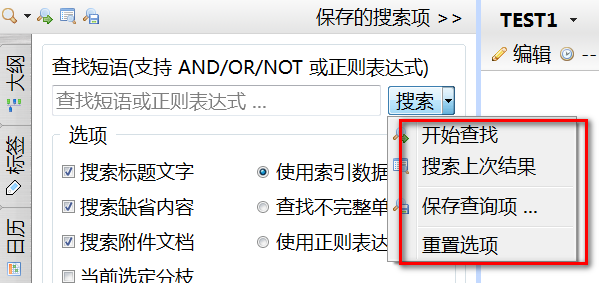 保存的搜索项 >>
TEST1
编辑
--
大纲
标签
日历
查找短语(支持 AND/OR/NOT 或正则表达式)
查找短语或正则表达式 ...
搜索
选项
搜索标题文字
使用索引数据
搜索缺省内容
查找不完整单
搜索附件文档
使用正则表达
当前选定分枝
开始查找
搜索上次结果
保存查询项 ...
重置选项